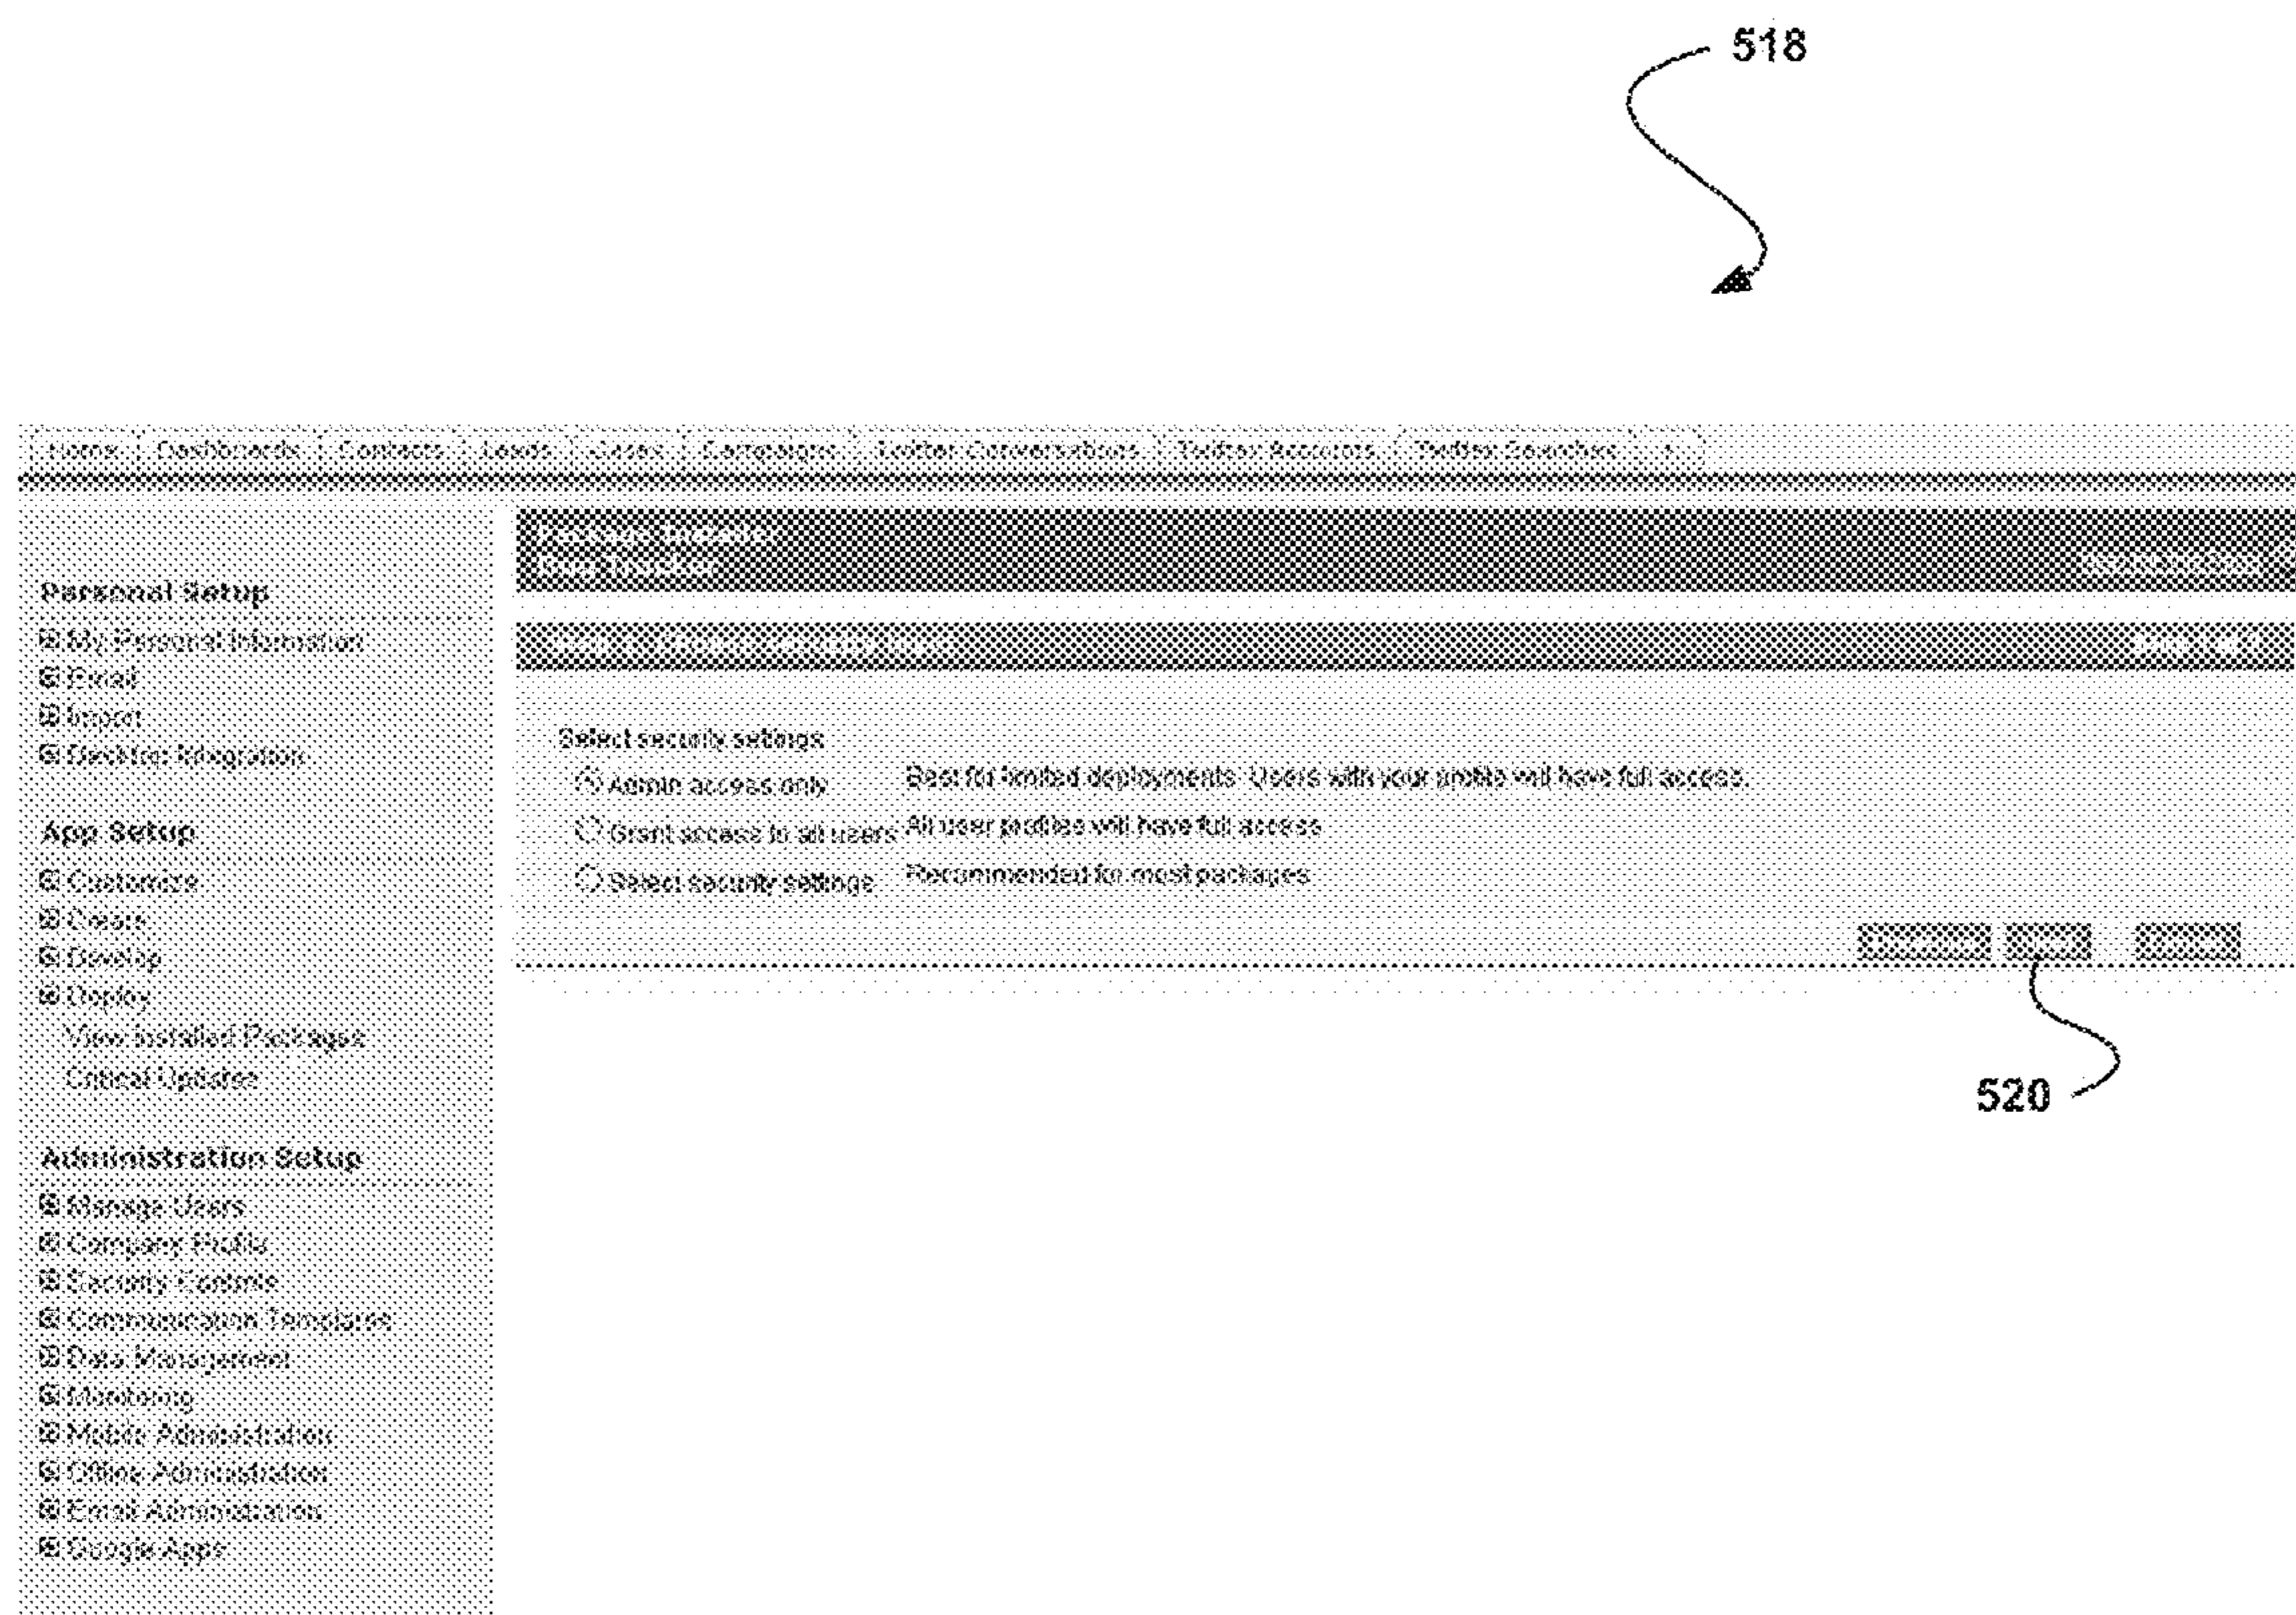 518
Home Dashboards Contacts Leads Cases Campaigns Twitter Conversations Twitter Accounts Twitter Searches +
Package Installer
Personal Setup
My Personal Information
Email
Import
Desktop Integration
App Setup
Customize
Create
Develop
Deploy
View Installed Packages
Critical Updates
Administration Setup
Manage Users
Company Profile
Security Controls
Communication Templates
Data Management
Monitoring
Mobile Administration
Offline Administration
Email Administration
Google Apps
Select security settings
Admin access only Best for limited deployments. Users with your profile will have full access.
Grant access to all users All user profiles will have full access
Select security settings Recommended for most packages
520